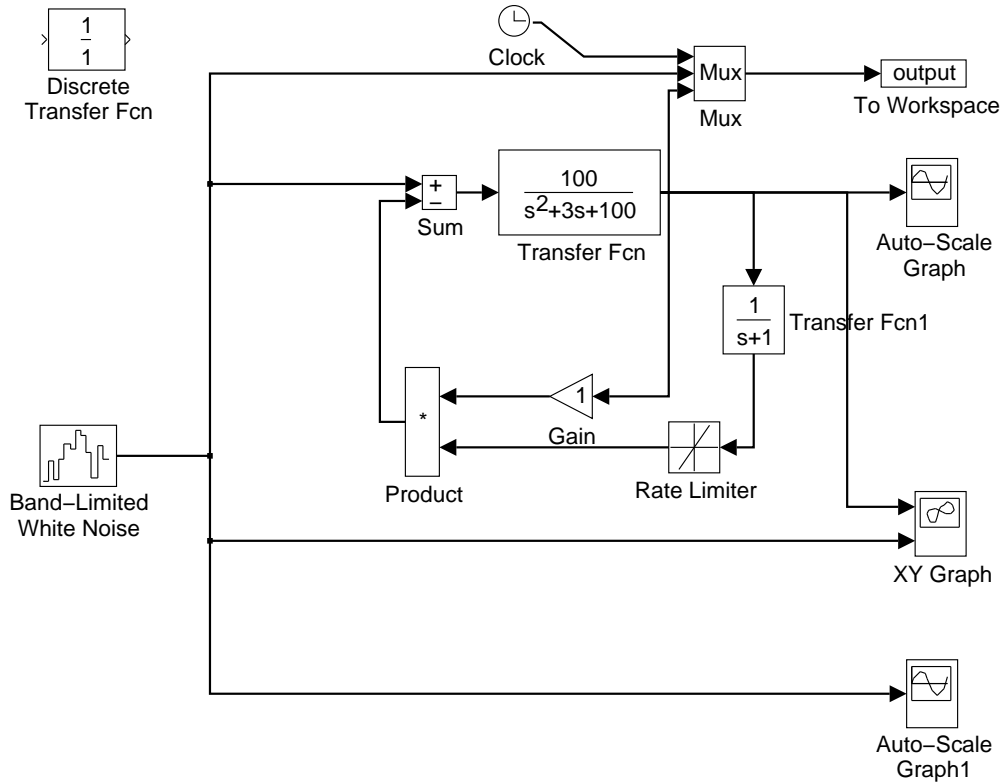 1
1
Discrete
Transfer Fcn
Clock
Mux
Mux
output
To Workspace
+
−
Sum
100
s2+3s+100
Transfer Fcn
Auto−Scale
Graph
1
s+1
Transfer Fcn1
*
Product
1
Gain
Rate Limiter
Band−Limited
White Noise
XY Graph
Auto−Scale
Graph1